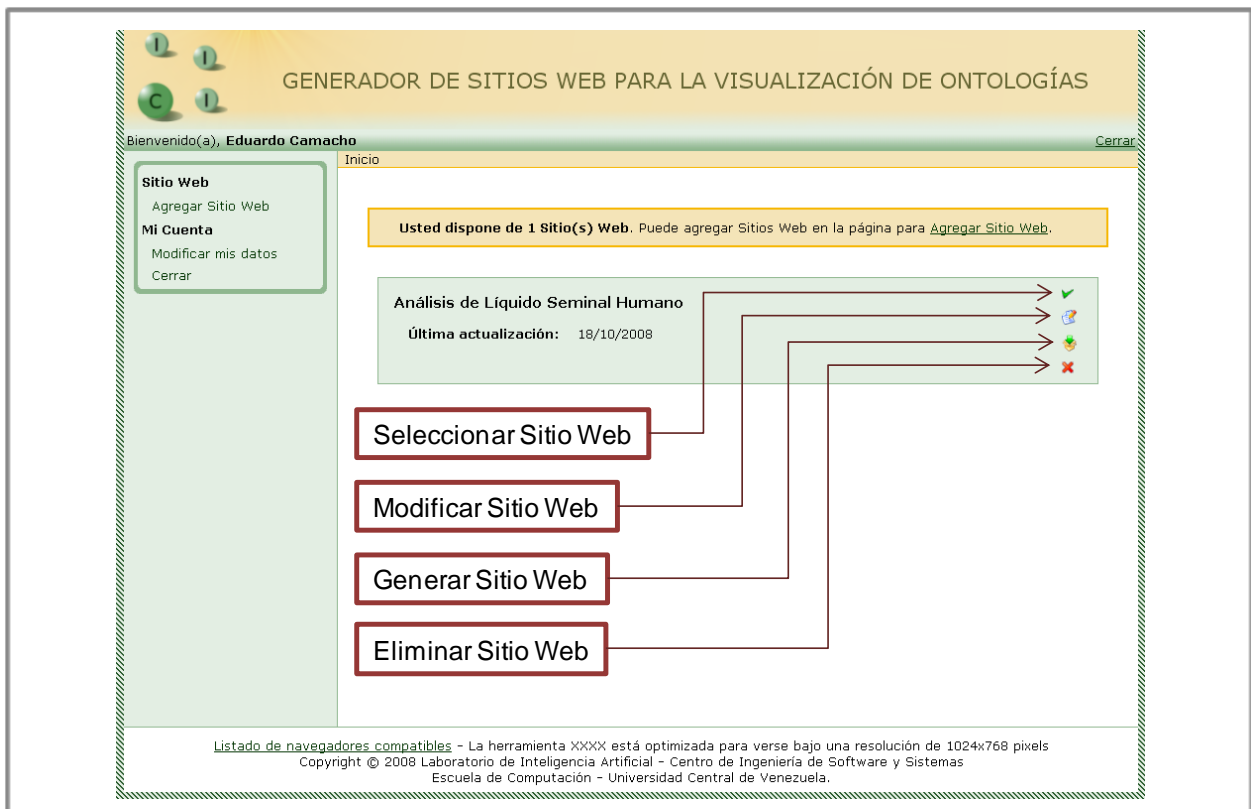 I
I
C
I
GENERADOR DE SITIOS WEB PARA LA VISUALIZACIÓN DE ONTOLOGÍAS
Bienvenido(a), Eduardo Camacho
Cerrar
Inicio
Sitio Web
Agregar Sitio Web
Mi Cuenta
Modificar mis datos
Cerrar
Usted dispone de 1 Sitio(s) Web. Puede agregar Sitios Web en la página para Agregar Sitio Web.
Análisis de Líquido Seminal Humano
Última actualización: 18/10/2008
Seleccionar Sitio Web
Modificar Sitio Web
Generar Sitio Web
Eliminar Sitio Web
Listado de navegadores compatibles - La herramienta XXXX está optimizada para verse bajo una resolución de 1024x768 pixels
Copyright © 2008 Laboratorio de Inteligencia Artificial - Centro de Ingeniería de Software y Sistemas
Escuela de Computación - Universidad Central de Venezuela.